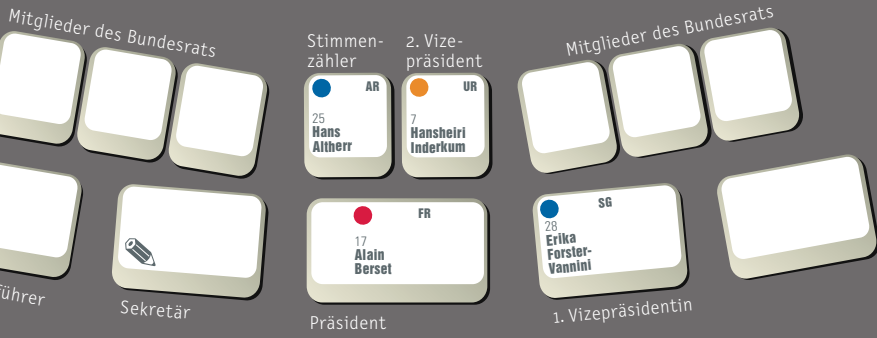 Mitglieder des Bundesrats
Stimmen-
zähler
2. Vize-
präsident
Mitglieder des Bundesrats
AR
25
Hans
Altherr
UR
7
Hansheiri
Inderkum
FR
17
Alain
Berset
SG
28
Erika
Forster-
Vannini
führer
Sekretär
Präsident
1. Vizepräsidentin